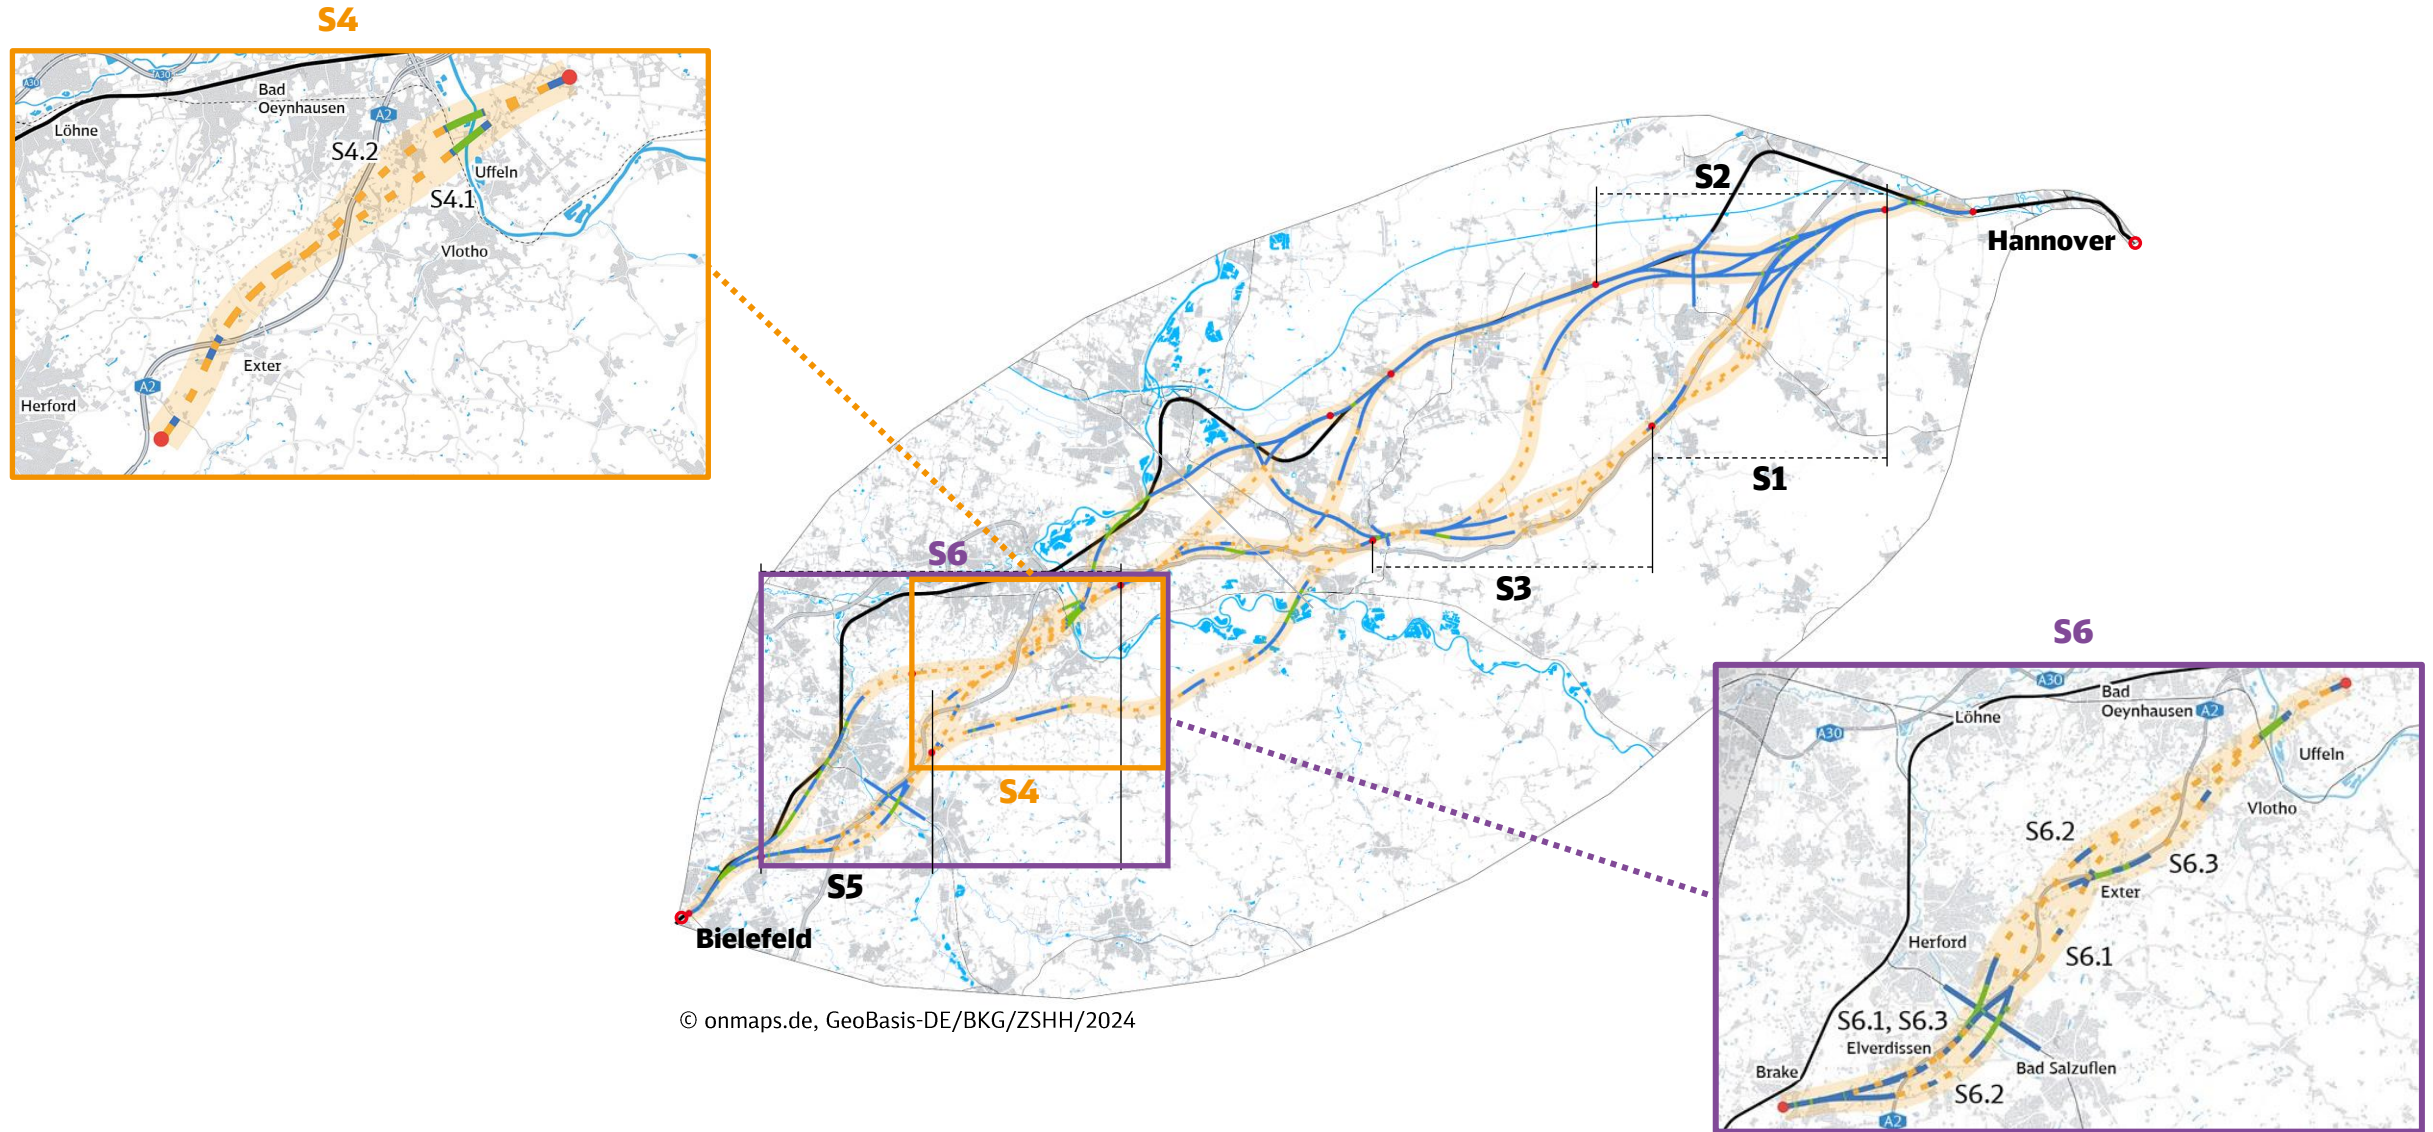 S4
A30
A30
Bad
Oeynhausen
A2
Löhne
S4.2
Uffeln
S4.1
Vlotho
Exter
A2
Herford
S2
Hannover
S1
S3
S6
S4
S5
Bielefeld
© onmaps.de, GeoBasis-DE/BKG/ZSHH/2024
S6
A30
Bad
Oeynhausen
A2
Löhne
A30
Uffeln
Vlotho
S6.2
S6.3
Exter
Herford
S6.1
S6.1, S6.3
Elverdissen
Brake
Bad Salzuflen
S6.2
A2